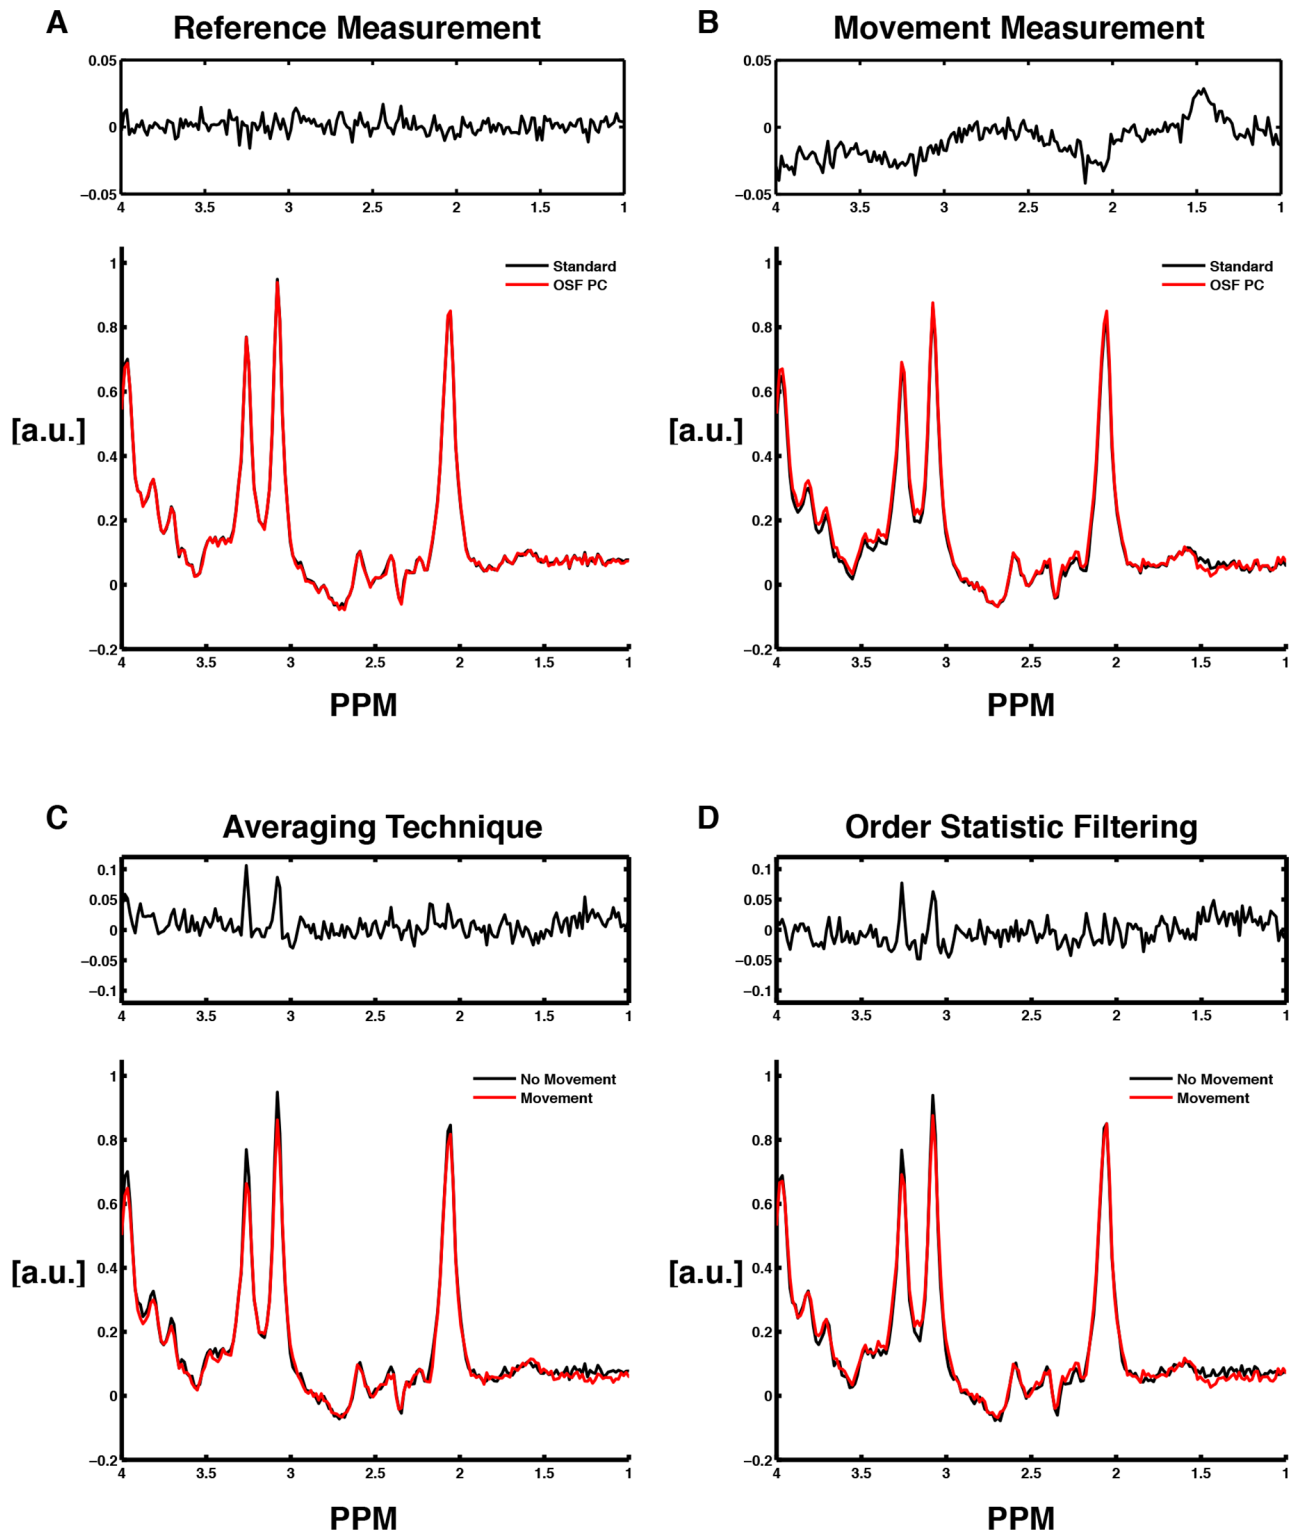 A
Reference Measurement
0.05
0
−0.05
4 3.5 3 2.5 2 1.5 1
Standard
OSF PC
1
0.8
0.6
[a.u.]
0.4
0.2
0
−0.2
4 3.5 3 2.5 2 1.5 1
PPM
B
Movement Measurement
0.05
0
−0.05
4 3.5 3 2.5 2 1.5 1
Standard
OSF PC
1
0.8
0.6
[a.u.]
0.4
0.2
0
−0.2
4 3.5 3 2.5 2 1.5 1
PPM
C
Averaging Technique
0.1
0.05
0
−0.05
−0.1
4 3.5 3 2.5 2 1.5 1
No Movement
Movement
1
0.8
0.6
[a.u.]
0.4
0.2
0
−0.2
4 3.5 3 2.5 2 1.5 1
PPM
D
Order Statistic Filtering
0.1
0.05
0
−0.05
−0.1
4 3.5 3 2.5 2 1.5 1
No Movement
Movement
1
0.8
0.6
[a.u.]
0.4
0.2
0
−0.2
4 3.5 3 2.5 2 1.5 1
PPM